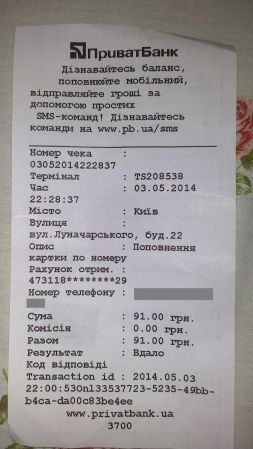 ПриватБанк
Дізнавайтесь баланс,
поповнюйте мобільний,
відправляйте гроші за
допомогою простих
SMS-команд! Дізнавайтесь
команди на www.pb.ua/sms
Номер чека :
03052014222837
Термінал : TS208538
Час : 03.05.2014
22:28:37
Місто : Київ
Вулиця :
вул.Луначарського, буд.22
Опис : Поповнення
картки по номеру
Рахунок отрим. :
473118********29
Номер телефону :
Сума : 91.00 грн.
Комісія : 0.00 грн.
Разом : 91.00 грн.
Результат : Вдало
Код відповіді
Transaction id : 2014.05.03
22:00:53Onl33537723-5235-49bb-
b4ca-da00c83be4ee
www.privatbank.ua
3700